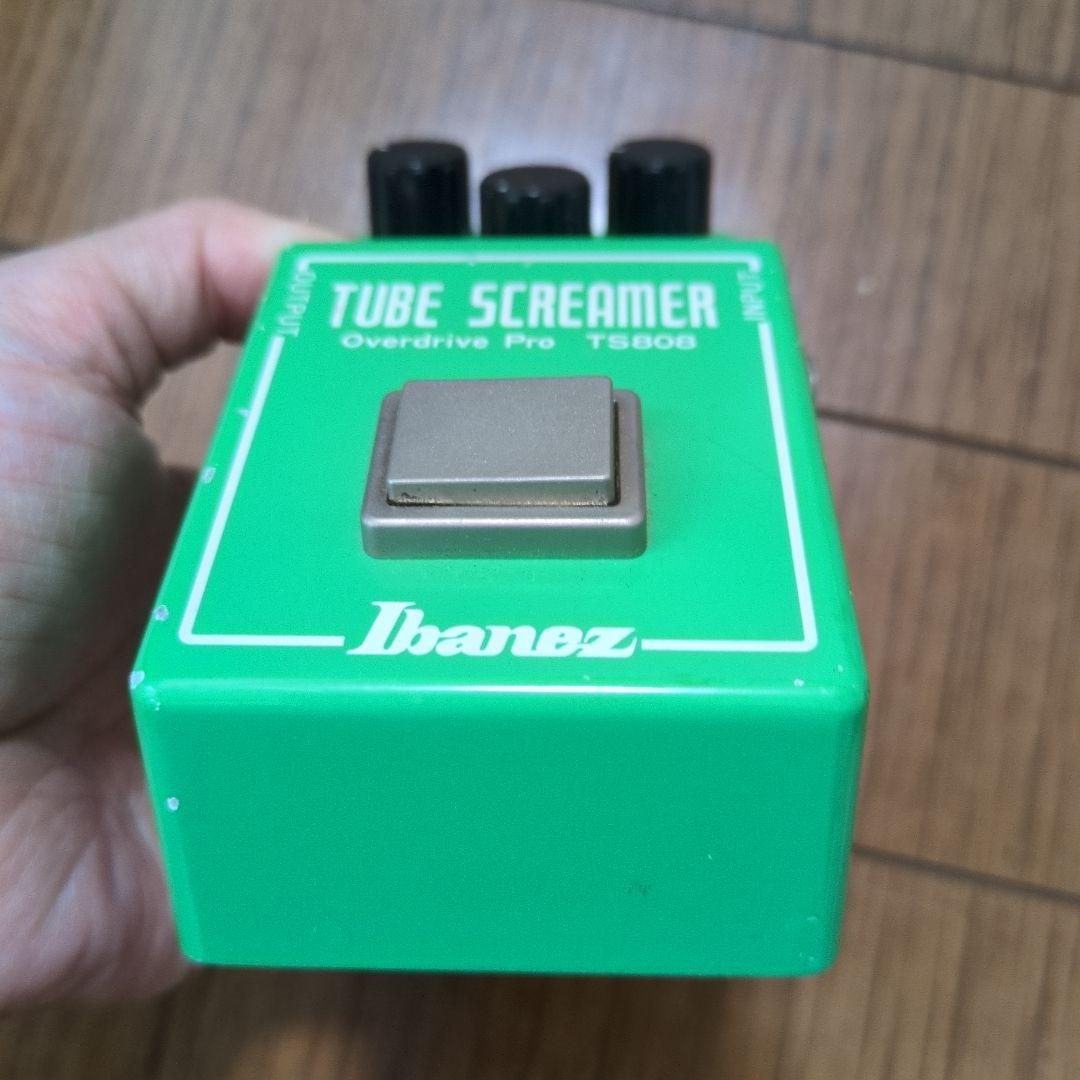 OUTPUT
INPUT
TUBE SCREAMER
Overdrive Pro TS808
Ibanez